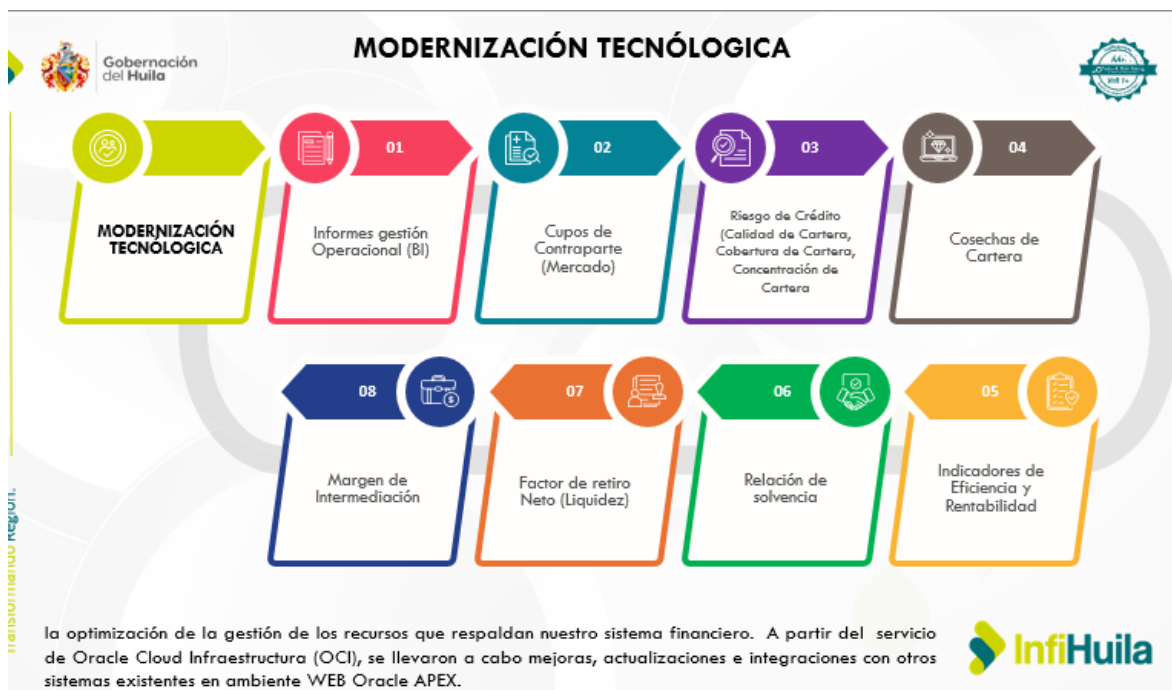 MODERNIZACIÓN TECNÓLOGICA
Gobernación
del Huila
MODERNIZACIÓN
TECNÓLOGICA
01
Informes gestión
Operacional (BI)
02
Cupos de
Contraparte
(Mercado)
03
Riesgo de Crédito
(Calidad de Cartera,
Cobertura de Cartera,
Concentración de
Cartera
04
Cosechas de
Cartera
08
Margen de
Intermediación
07
Factor de retiro
Neto (Liquidez)
06
Relación de
solvencia
05
Indicadores de
Eficiencia y
Rentabilidad
Región.
la optimización de la gestión de los recursos que respaldan nuestro sistema financiero. A partir del servicio
de Oracle Cloud Infraestructura (OCI), se llevaron a cabo mejoras, actualizaciones e integraciones con otros
sistemas existentes en ambiente WEB Oracle APEX.
InfiHuila